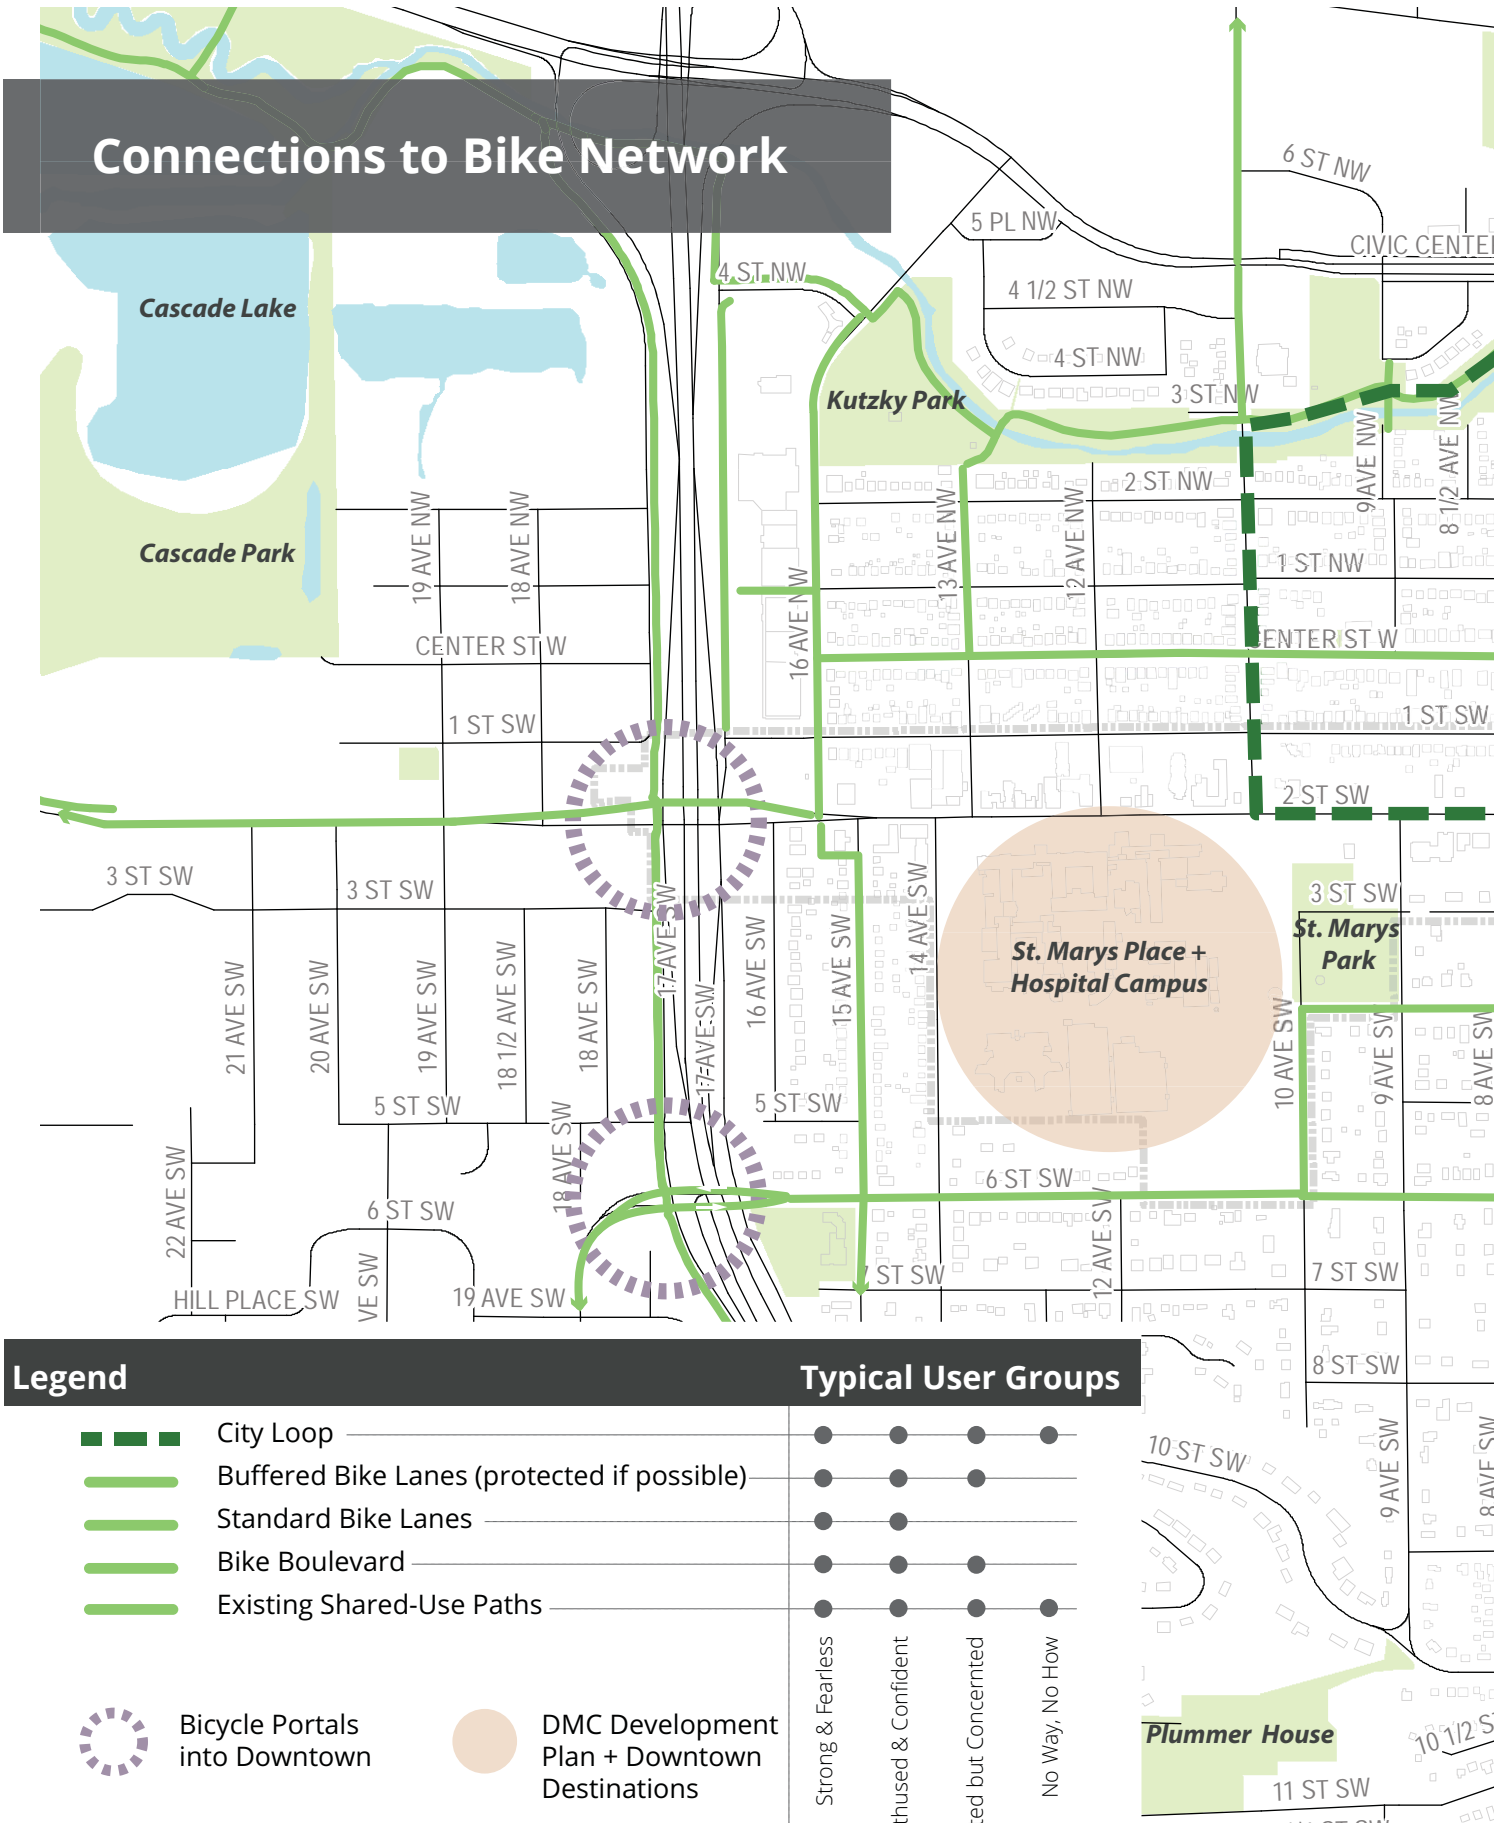 Connections to Bike Network
6 ST NW
5 PL NW
CIVIC CENTE
4 ST NW
4 1/2 ST NW
Cascade Lake
4 ST NW
3 ST NW
Kutzky Park
9 AVE NW
8 1/2 AVE NW
2 ST NW
19 AVE NW
18 AVE NW
13 AVE NW
12 AVE NW
Cascade Park
1 ST NW
16 AVE NW
CENTER ST W
CENTER ST W
1 ST SW
1 ST SW
2 ST SW
3 ST SW
3 ST SW
3 ST SW
17 AVE SW
14 AVE SW
St. Marys
Park
St. Marys Place +
Hospital Campus
21 AVE SW
20 AVE SW
19 AVE SW
18 1/2 AVE SW
18 AVE SW
17 AVE SW
16 AVE SW
15 AVE SW
10 AVE SW
9 AVE SW
8 AVE SW
5 ST SW
5 ST SW
22 AVE SW
18 AVE SW
6 ST SW
6 ST SW
12 AVE SW
VE SW
7 ST SW
ST SW
HILL PLACE SW
19 AVE SW
8 ST SW
Legend
Typical User Groups
City Loop
Buffered Bike Lanes (protected if possible)
Standard Bike Lanes
Bike Boulevard
Existing Shared-Use Paths
10 ST SW
9 AVE SW
8 AVE SW
Strong & Fearless
thused & Confident
ted but Concernted
No Way, No How
Bicycle Portals
into Downtown
DMC Development
Plan + Downtown
Destinations
Plummer House
10 1/2 S
11 ST SW